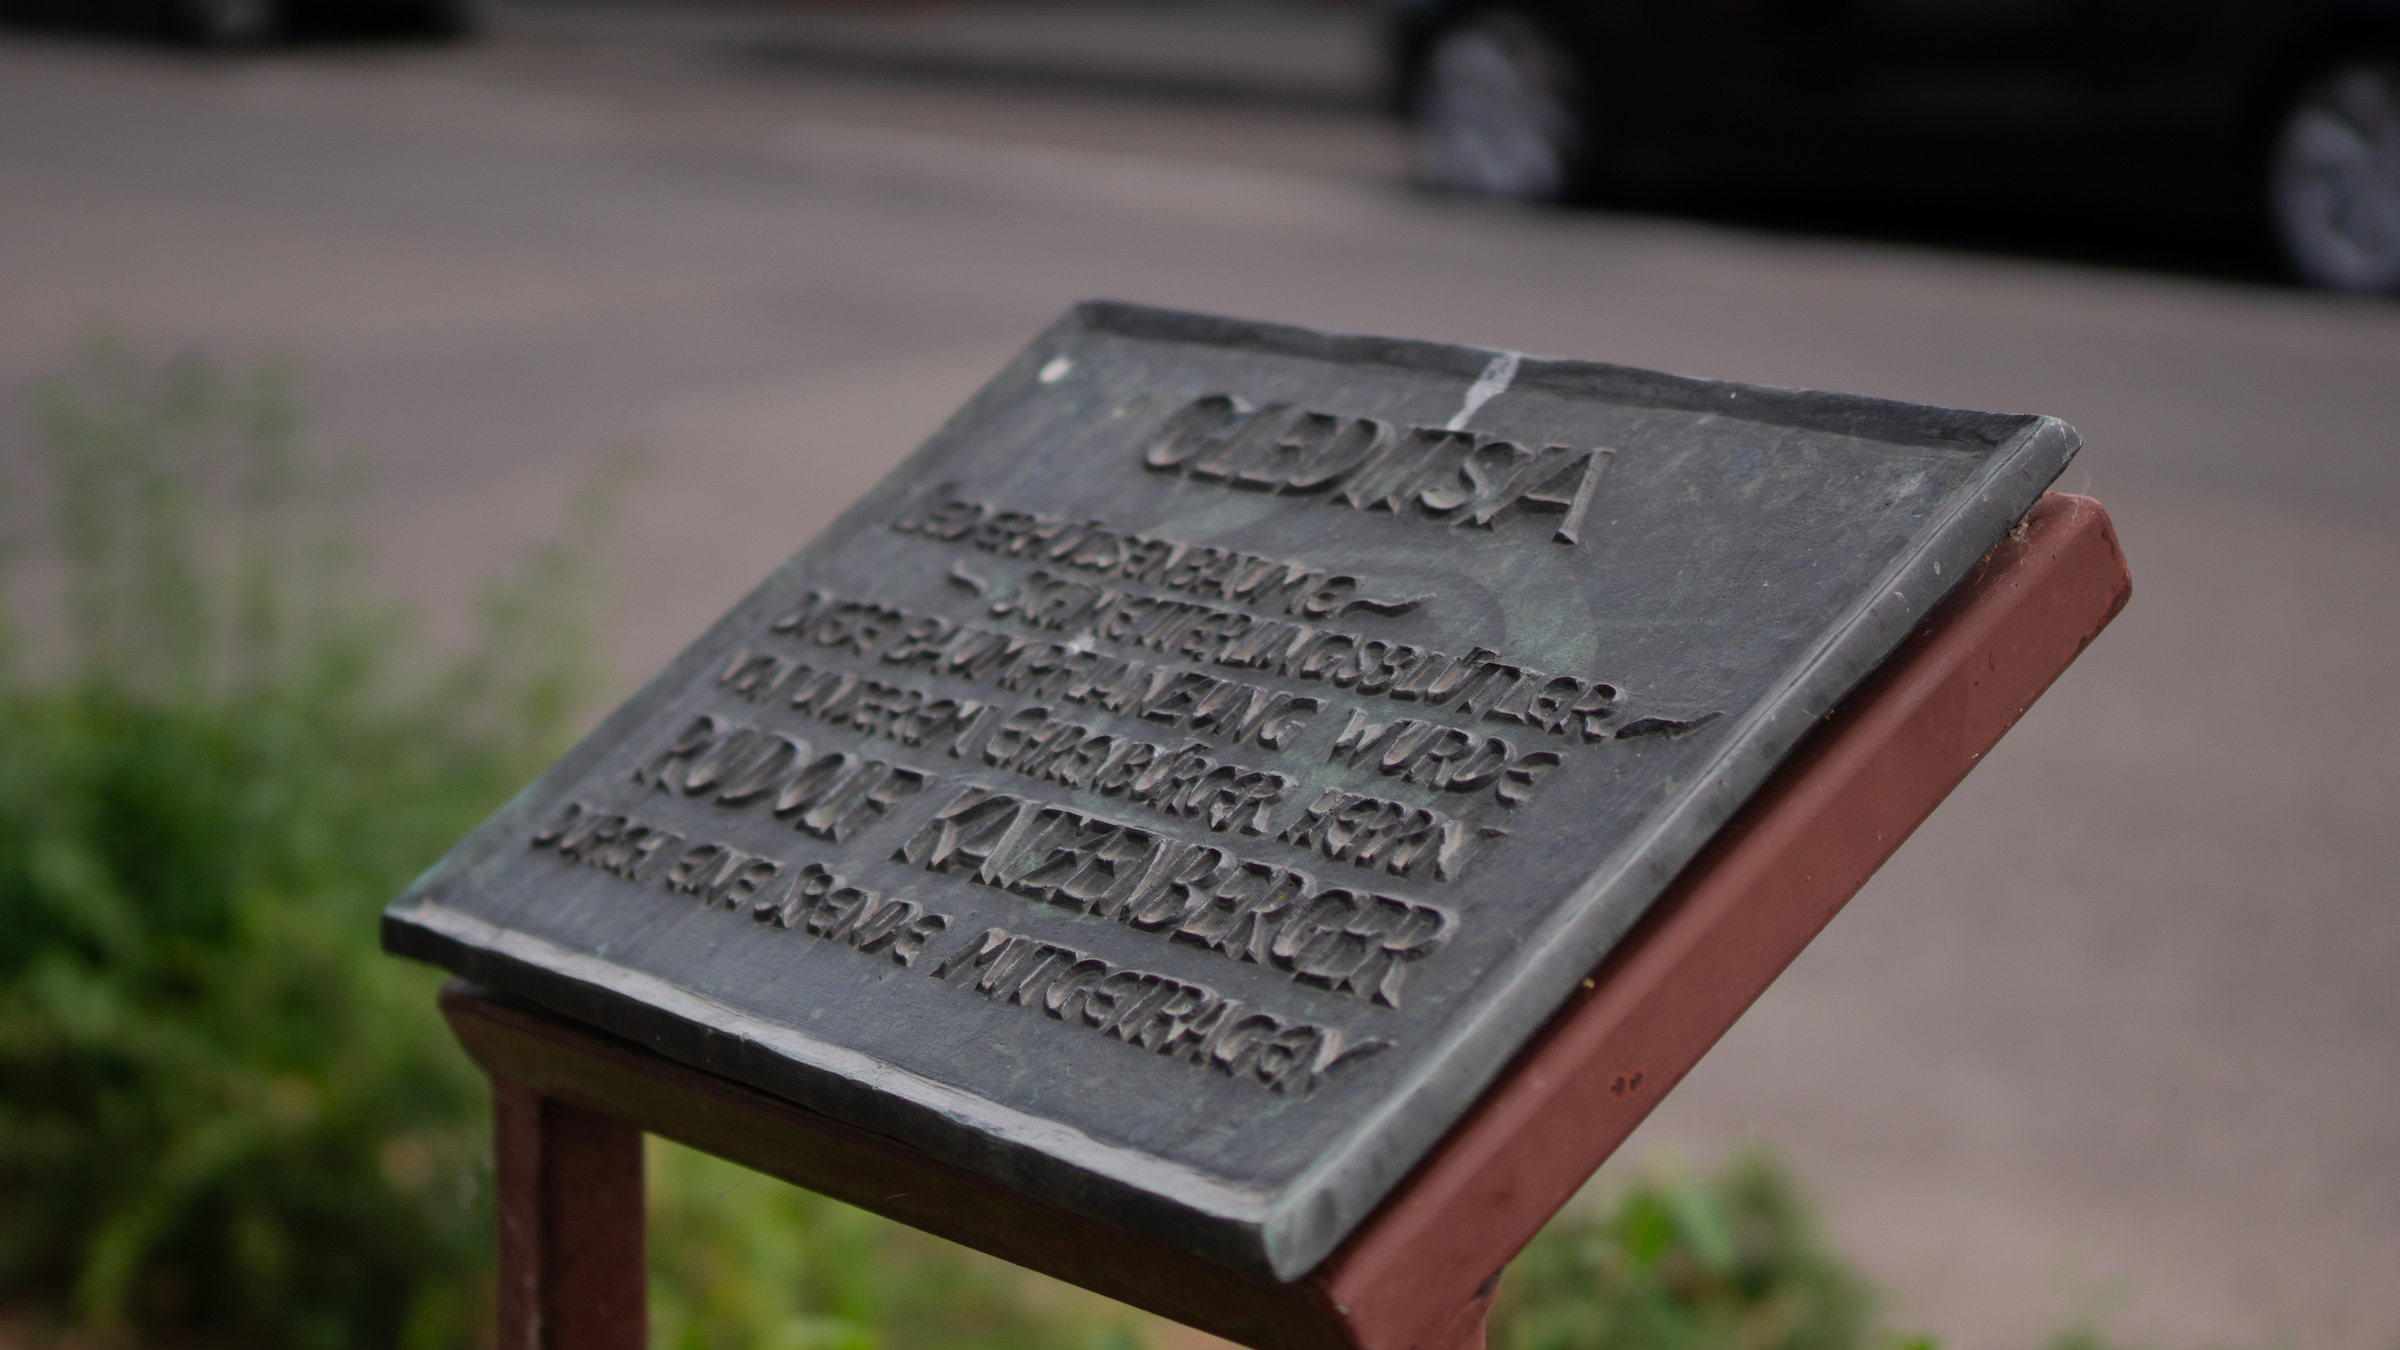 GLEDITSIA
LEDERHÜLSENBÄUME
~ SCHMETTERLINGSBLÜTLER
DIESE BAUMPFLANZUNG WURDE
VON UNSEREM EHRENBÜRGER HERRN
RUDOLF KATZENBERGER
DURCH EINE SPENDE MITGETRAGEN